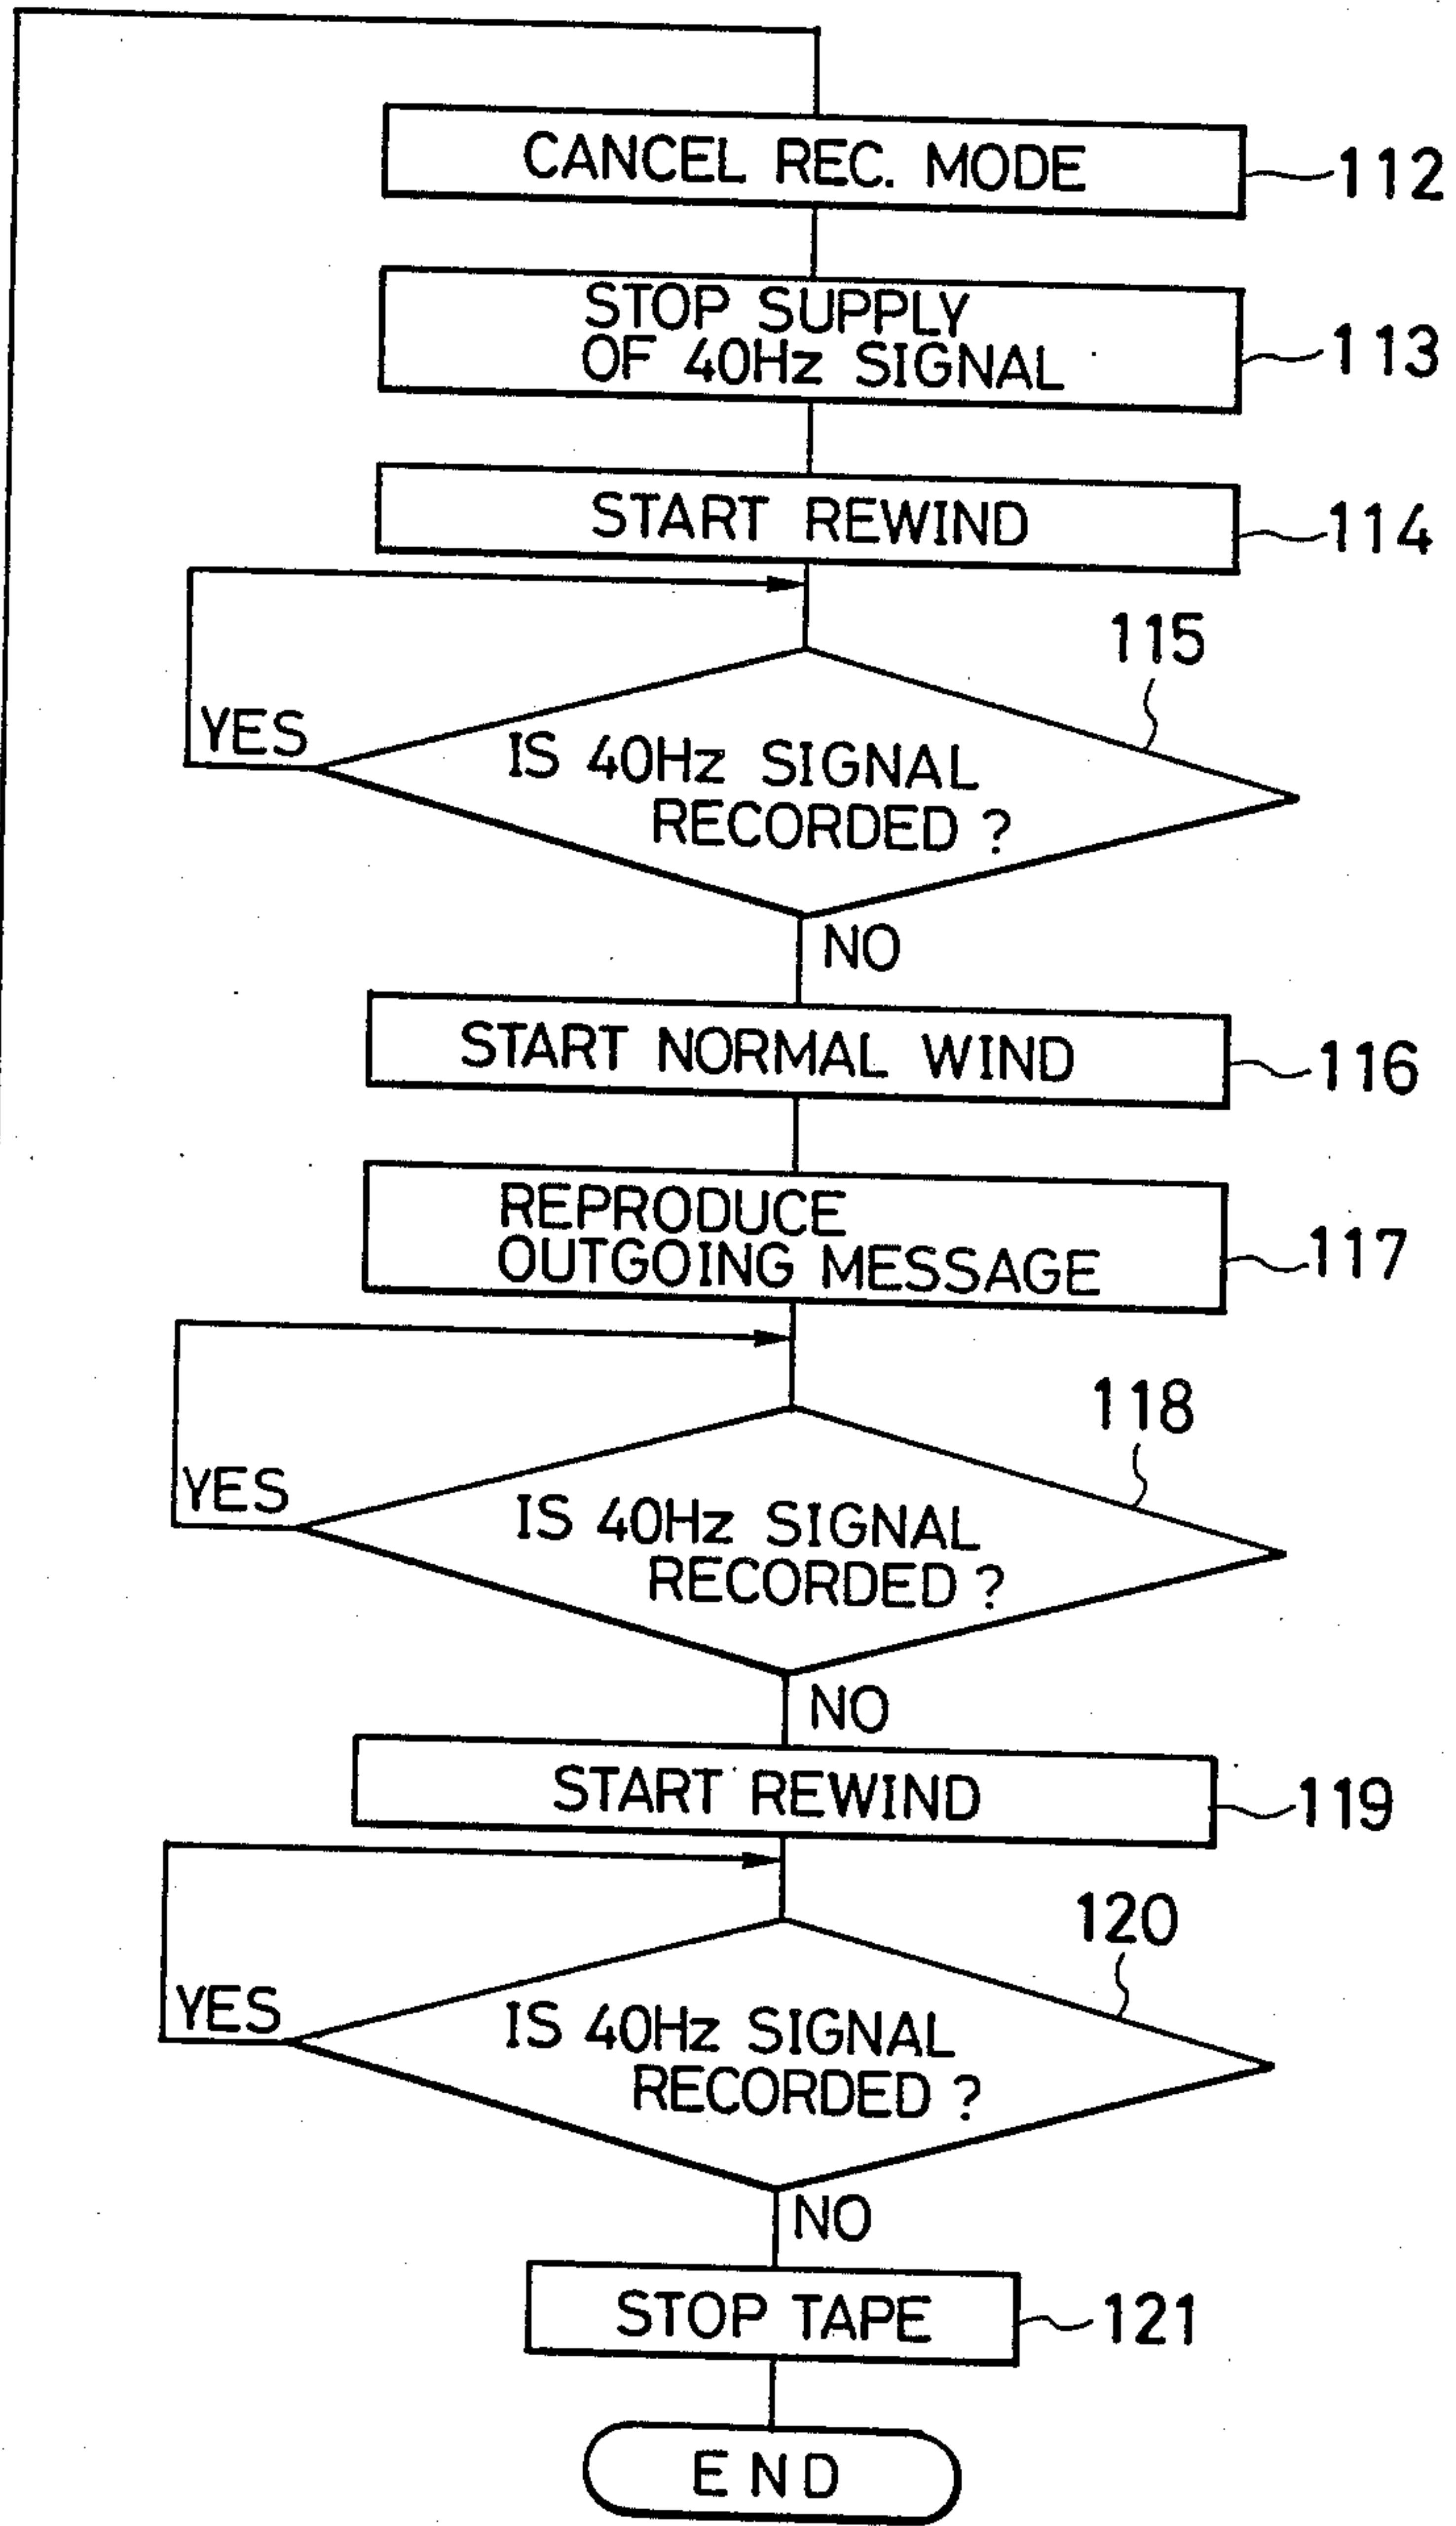 CANCEL REC. MODE
112
STOP SUPPLY
OF 40Hz SIGNAL
113
START REWIND
114
115
YES
IS 40Hz SIGNAL
RECORDED ?
NO
START NORMAL WIND
116
REPRODUCE
OUTGOING MESSAGE
117
118
YES
IS 40Hz SIGNAL
RECORDED ?
NO
START REWIND
119
120
YES
IS 40Hz SIGNAL
RECORDED ?
NO
STOP TAPE
121
END